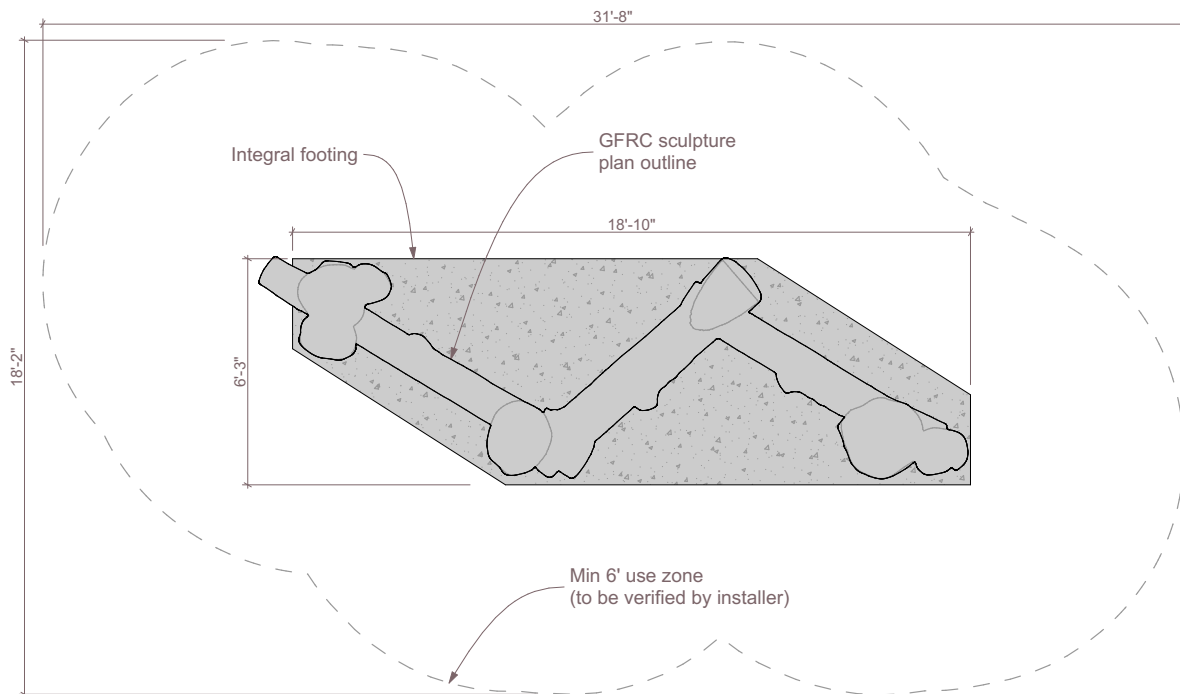 31'-8"
GFRC sculpture
plan outline
Integral footing
18'-10"
18'-2"
6'-3"
Min 6' use zone
(to be verified by installer)